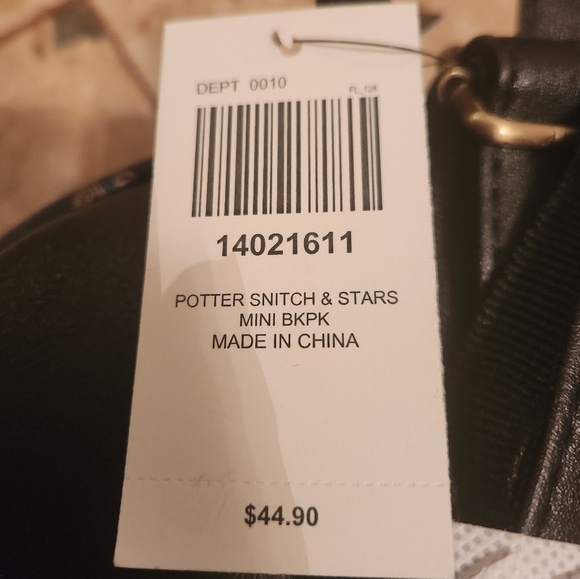 DEPT 0010
14021611
POTTER SNITCH & STARS
MINI BKPK
MADE IN CHINA
$44.90